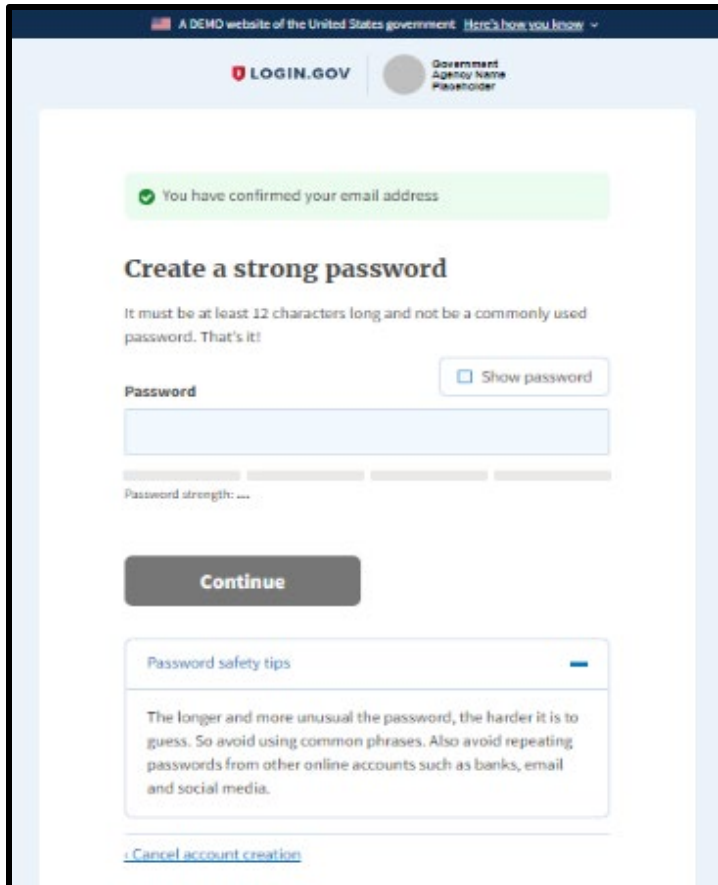 A DEMO website of the United States government Here's how you know
LOGIN.GOV
Government
Agency Name
Placeholder
You have confirmed your email address
Create a strong password
It must be at least 12 characters long and not be a commonly used
password. That's it!
Show password
Password
Password strength: ...
Continue
Password safety tips
The longer and more unusual the password, the harder it is to
guess. So avoid using common phrases. Also avoid repeating
passwords from other online accounts such as banks, email
and social media.
‹ Cancel account creation